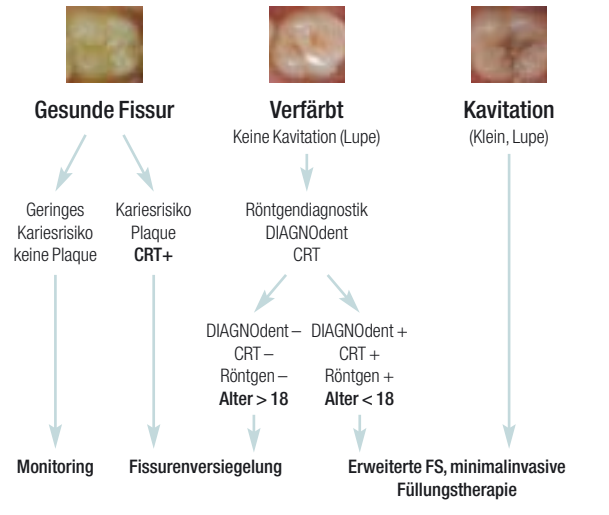 Gesunde Fissur
Verfärbt
Keine Kavitation (Lupe)
Kavitation
(Klein, Lupe)
Geringes
Kariesrisiko
keine Plaque
Kariesrisiko
Plaque
CRT+
Röntgendiagnostik
DIAGNOdent
CRT
DIAGNOdent –
CRT –
Röntgen –
Alter > 18
DIAGNOdent +
CRT +
Röntgen +
Alter < 18
Monitoring
Fissurenversiegelung
Erweiterte FS, minimalinvasive
Füllungstherapie